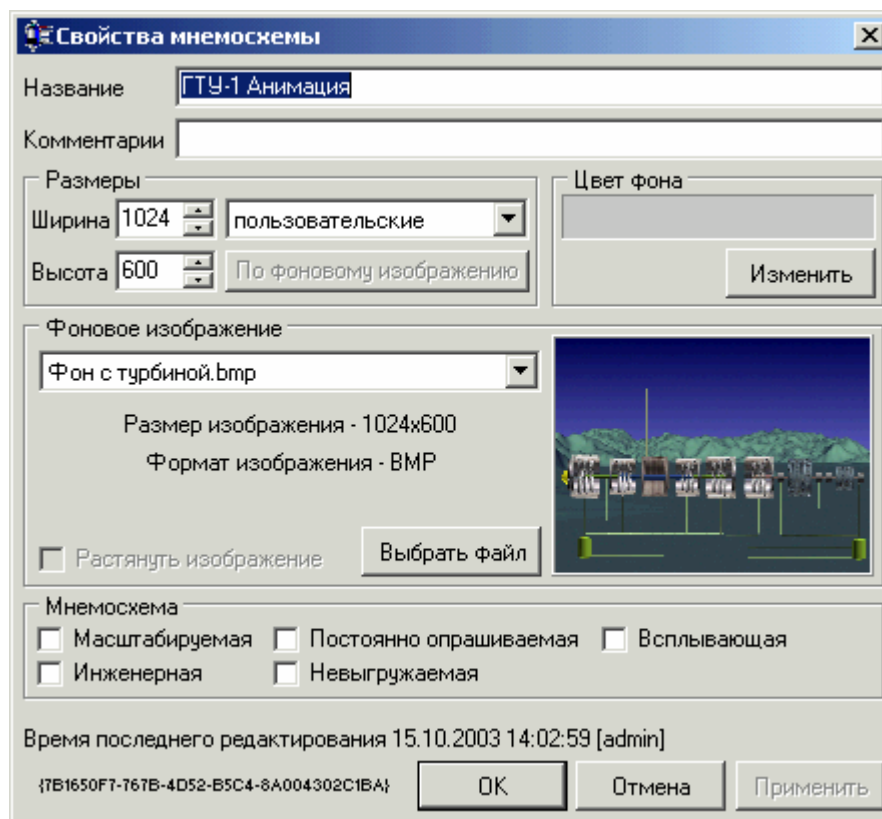 Свойства мнемосхемы
Название ГТУ-1 Анимация
Комментарии
Размеры
Ширина 1024 пользовательские
Высота 600 По фоновому изображению
Цвет фона
Изменить
Фоновое изображение
Фон с турбиной.bmp
Размер изображения - 1024x600
Формат изображения - BMP
Растянуть изображение Выбрать файл
Мнемосхема
Масштабируемая Постоянно опрашиваемая Всплывающая
Инженерная Невыгружаемая
Время последнего редактирования 15.10.2003 14:02:59 [admin]
{7B1650F7-767B-4D52-B5C4-8A004302C1BA} OK Отмена Применить